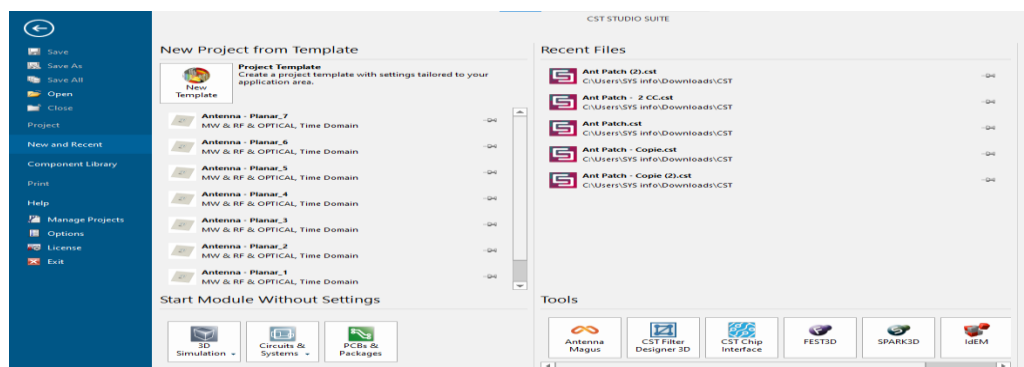 CST STUDIO SUITE
Save
Save As
Save All
Open
Close
Project
New and Recent
Component Library
Print
Help
Manage Projects
Options
License
Exit
New Project from Template
New
Template
Project Template
Create a project template with settings tailored to your
application area.
Antenna - Planar_7
MW & RF & OPTICAL, Time Domain
Antenna - Planar_6
MW & RF & OPTICAL, Time Domain
Antenna - Planar_5
MW & RF & OPTICAL, Time Domain
Antenna - Planar_4
MW & RF & OPTICAL, Time Domain
Antenna - Planar_3
MW & RF & OPTICAL, Time Domain
Antenna - Planar_2
MW & RF & OPTICAL, Time Domain
Antenna - Planar_1
MW & RF & OPTICAL, Time Domain
Start Module Without Settings
3D
Simulation
Circuits &
Systems
PCBs &
Packages
Recent Files
Ant Patch (2).cst
C:\Users\SYS info\Downloads\CST
Ant Patch - 2 CC.cst
C:\Users\SYS info\Downloads\CST
Ant Patch.cst
C:\Users\SYS info\Downloads\CST
Ant Patch - Copie.cst
C:\Users\SYS info\Downloads\CST
Ant Patch - Copie (2).cst
C:\Users\SYS info\Downloads\CST
Tools
Antenna
Magus
CST Filter
Designer 3D
CST Chip
Interface
FEST3D
SPARK3D
IdEM